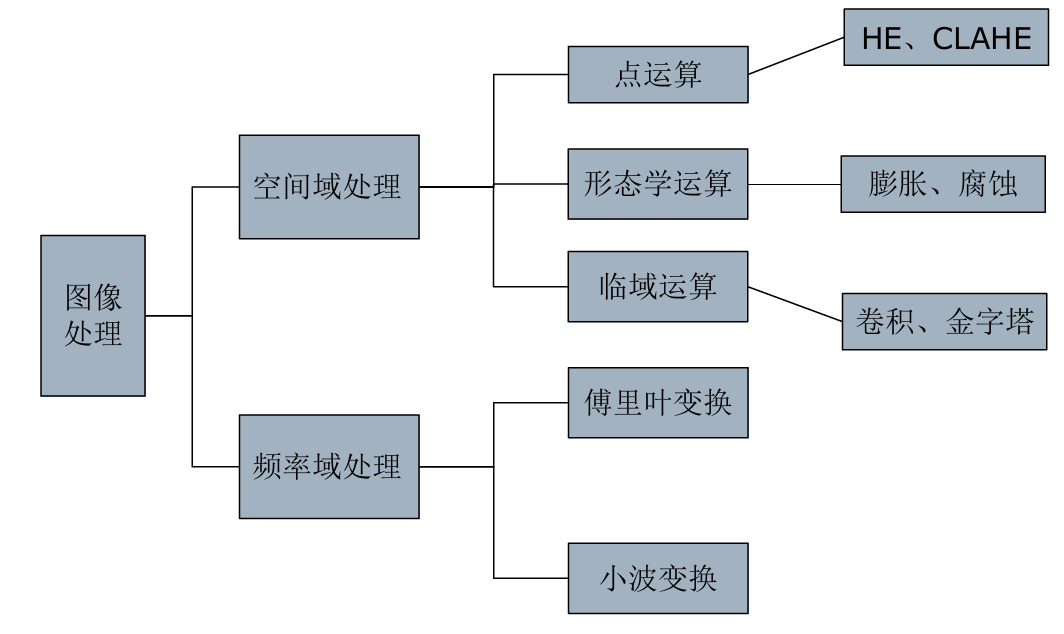 HE、CLAHE
点运算
空间域处理
形态学运算
膨胀、腐蚀
临域运算
图像
处理
卷积、金字塔
傅里叶变换
频率域处理
小波变换